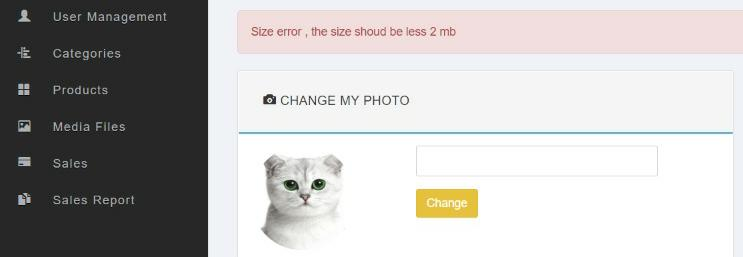 User Management
Categories
Products
Media Files
Sales
Sales Report
Size error , the size shoud be less 2 mb
CHANGE MY PHOTO
Change